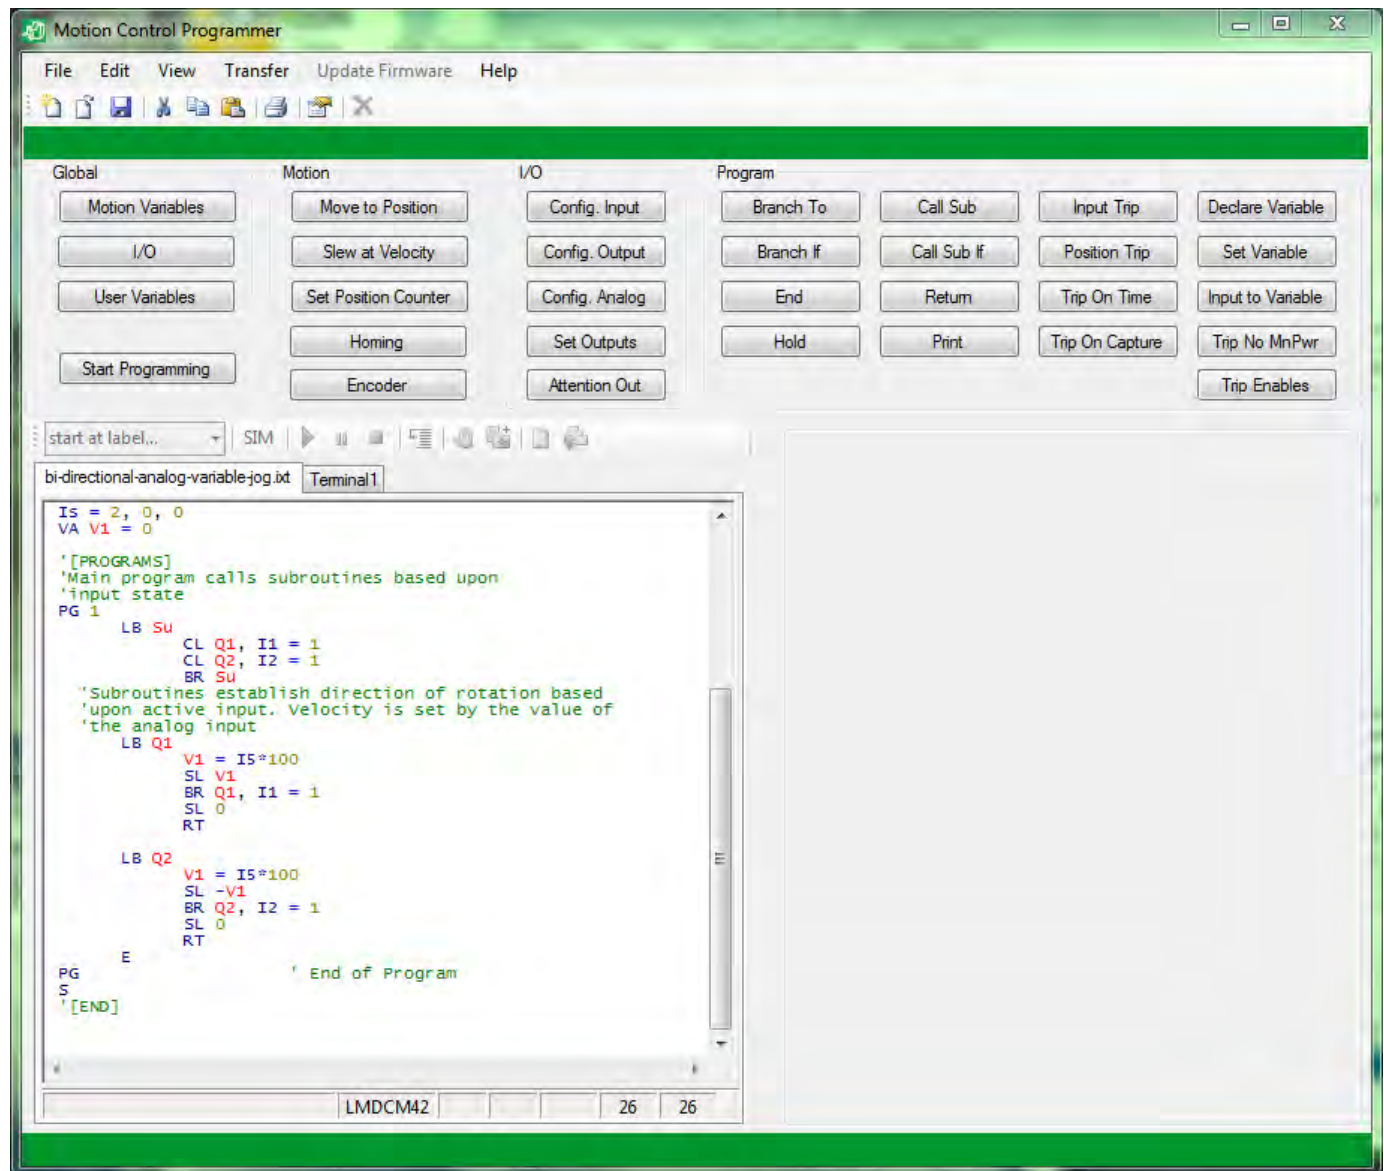 Motion Control Programmer
File Edit View Transfer Update Firmware Help
Global Motion I/O Program
Motion Variables Move to Position Config. Input Branch To Call Sub Input Trip Declare Variable
I/O Slew at Velocity Config. Output Branch If Call Sub If Position Trip Set Variable
User Variables Set Position Counter Config. Analog End Return Trip On Time Input to Variable
Homing Set Outputs Hold Print Trip On Capture Trip No MnPwr
Start Programming Encoder Attention Out Trip Enables
start at label... SIM
bi-directional-analog-variable-jog.ixt Terminal1
Is = 2, 0, 0
VA V1 = 0
'[PROGRAMS]
'Main program calls subroutines based upon
'input state
PG 1
LB Su
CL Q1, I1 = 1
CL Q2, I2 = 1
BR Su
'Subroutines establish direction of rotation based
'upon active input. Velocity is set by the value of
'the analog input
LB Q1
V1 = I5*100
SL V1
BR Q1, I1 = 1
SL 0
RT
LB Q2
V1 = I5*100
SL -V1
BR Q2, I2 = 1
SL 0
RT
E
PG ' End of Program
S
'[END]
LMDCM42 26 26